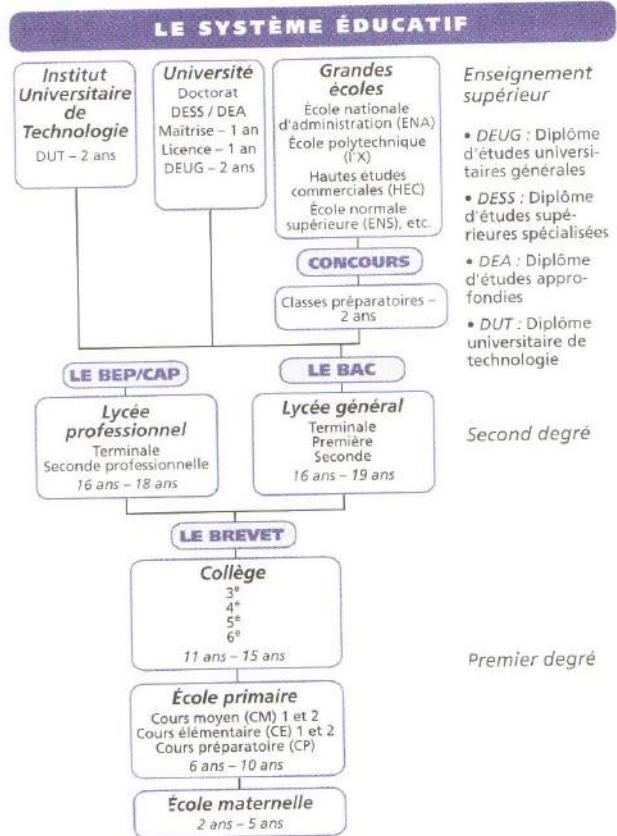 LE SYSTÈME ÉDUCATIF
Institut
Universitaire
de
Technologie
DUT – 2 ans
Université
Doctorat
DESS / DEA
Maîtrise – 1 an
Licence – 1 an
DEUG – 2 ans
Grandes
écoles
École nationale
d'administration (ENA)
École polytechnique
(l'X)
Hautes études
commerciales (HEC)
École normale
supérieure (ENS), etc.
CONCOURS
Classes préparatoires –
2 ans
Enseignement
supérieur
• DEUG : Diplôme
d'études universi-
taires générales
• DESS : Diplôme
d'études supé-
rieures spécialisées
• DEA : Diplôme
d'études appro-
fondies
• DUT : Diplôme
universitaire de
technologie
LE BEP/CAP
LE BAC
Lycée
professionnel
Terminale
Seconde professionnelle
16 ans – 18 ans
Lycée général
Terminale
Première
Seconde
16 ans – 19 ans
Second degré
LE BREVET
Collège
3e
4e
5e
6e
11 ans – 15 ans
Premier degré
École primaire
Cours moyen (CM) 1 et 2
Cours élémentaire (CE) 1 et 2
Cours préparatoire (CP)
6 ans – 10 ans
École maternelle
2 ans – 5 ans